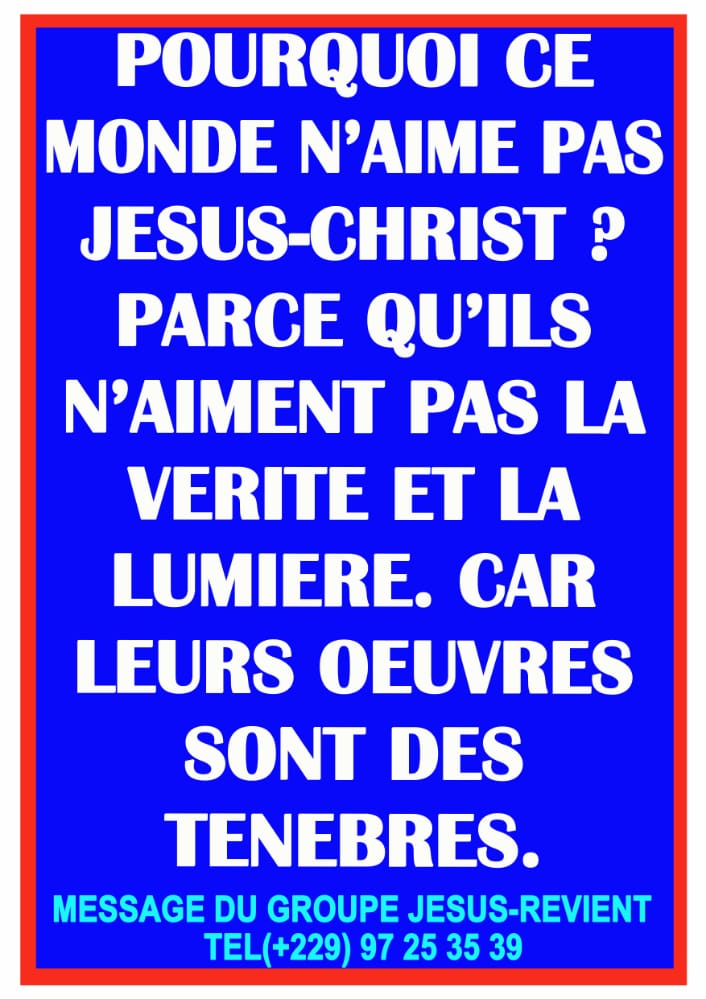 POURQUOI CE
MONDE N’AIME PAS
JESUS-CHRIST ?
PARCE QU’ILS
N’AIMENT PAS LA
VERITE ET LA
LUMIERE. CAR
LEURS OEUVRES
SONT DES
TENEBRES.
MESSAGE DU GROUPE JESUS-REVIENT
TEL(+229) 97 25 35 39